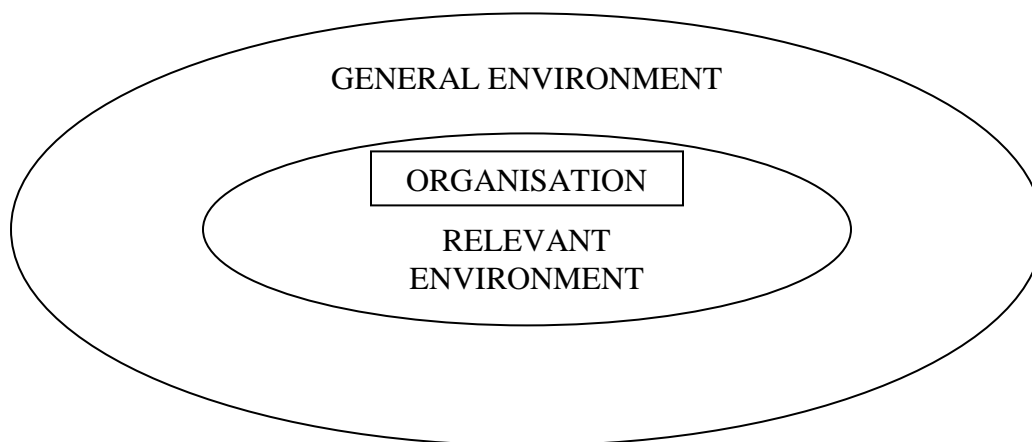 GENERAL ENVIRONMENT
ORGANISATION
RELEVANT
ENVIRONMENT